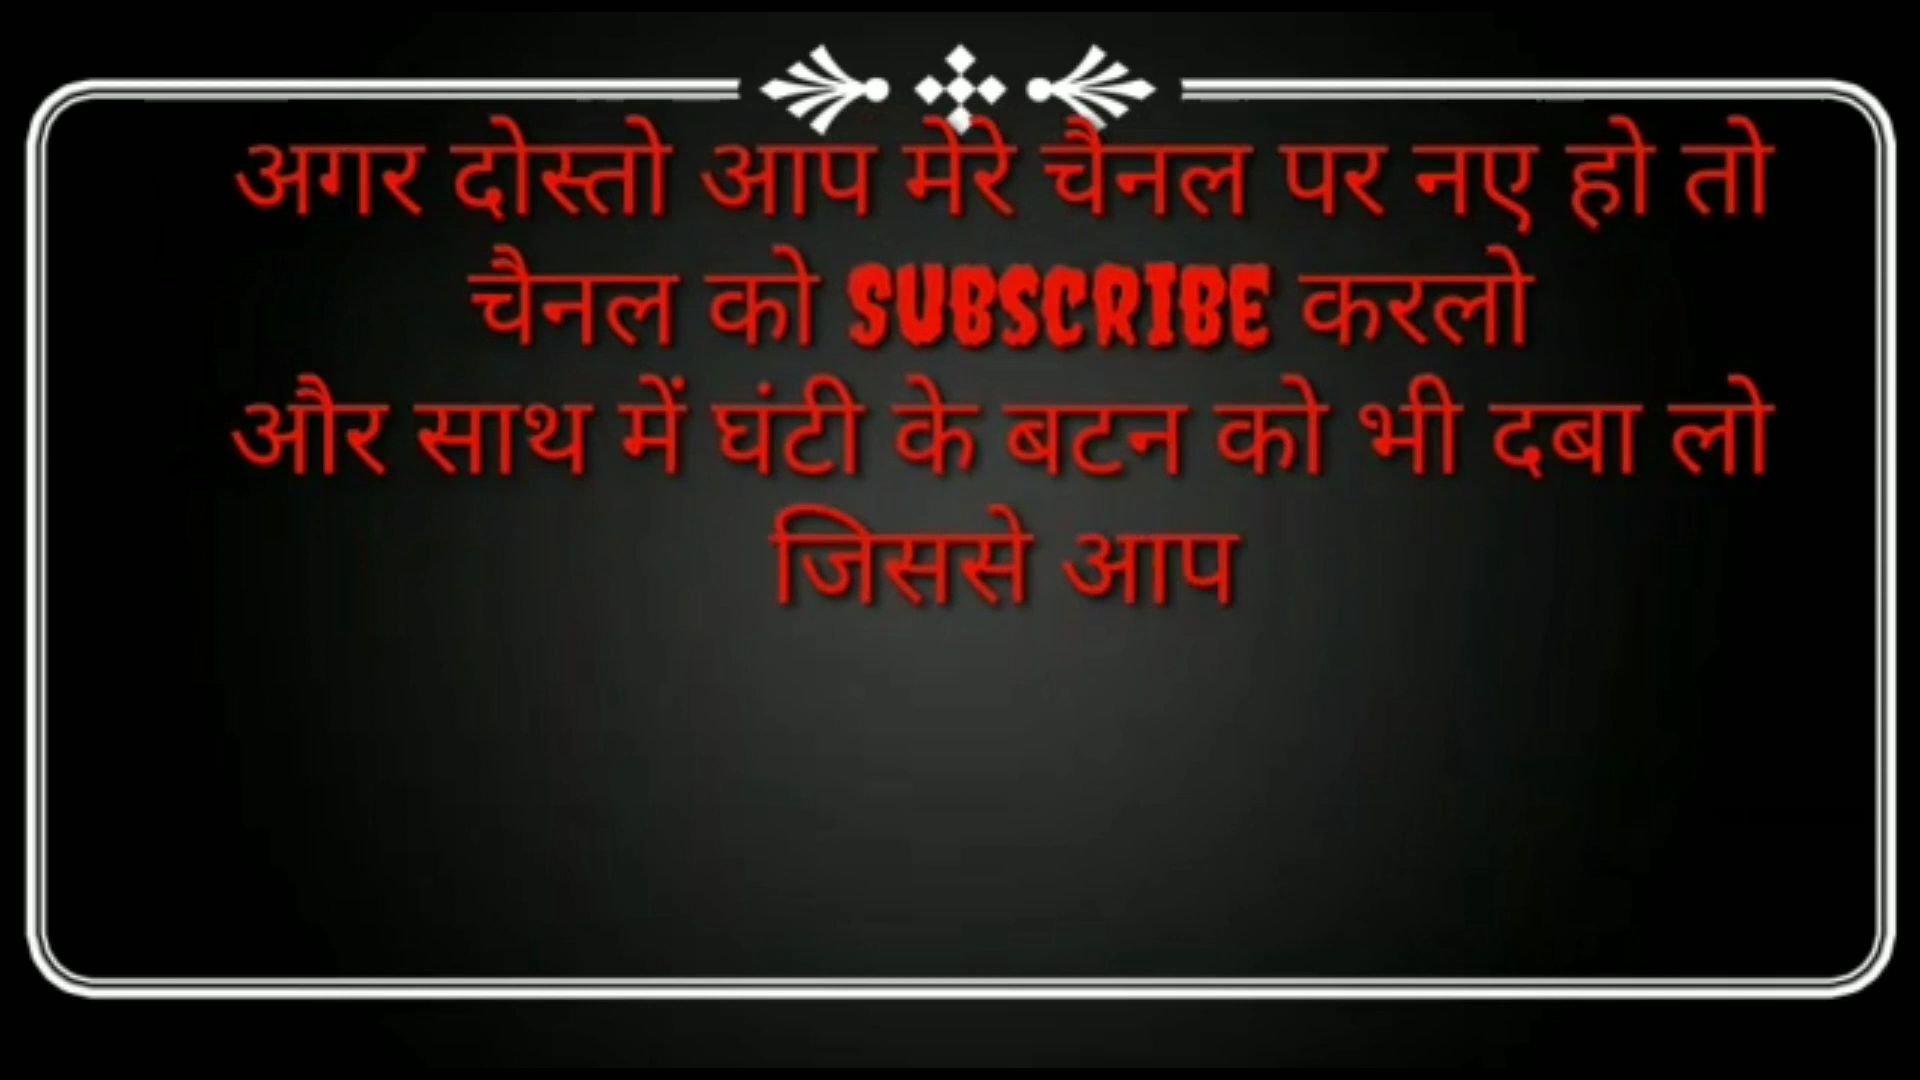 अगर दोस्तो आप मेरे चैनल पर नए हो तो
चैनल को SUBSCRIBE करलो
और साथ में घंटी के बटन को भी दबा लो
जिससे आप